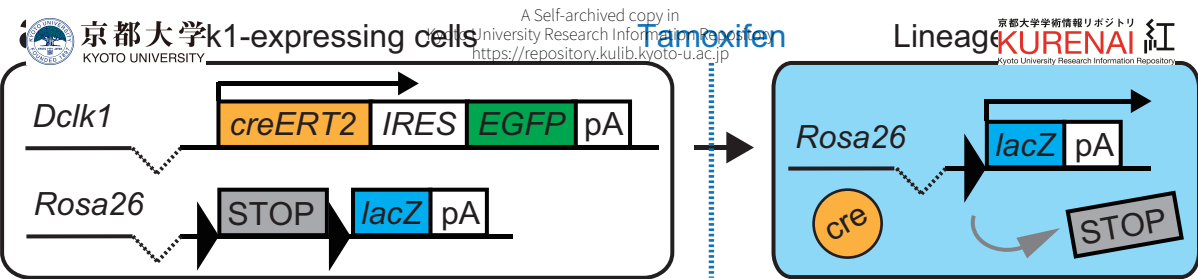 A Self-archived copy in
Kyoto University Research Information Repository
https://repository.kulib.kyoto-u.ac.jp
京都大学
KYOTO UNIVERSITY
京都大学学術情報リポジトリ
KURENAI 紅
Kyoto University Research Information Repository
k1-expressing cells
Tamoxifen
Lineage
Dclk1
creERT2 IRES EGFP pA
Rosa26
STOP lacZ pA
Rosa26
lacZ pA
cre
STOP